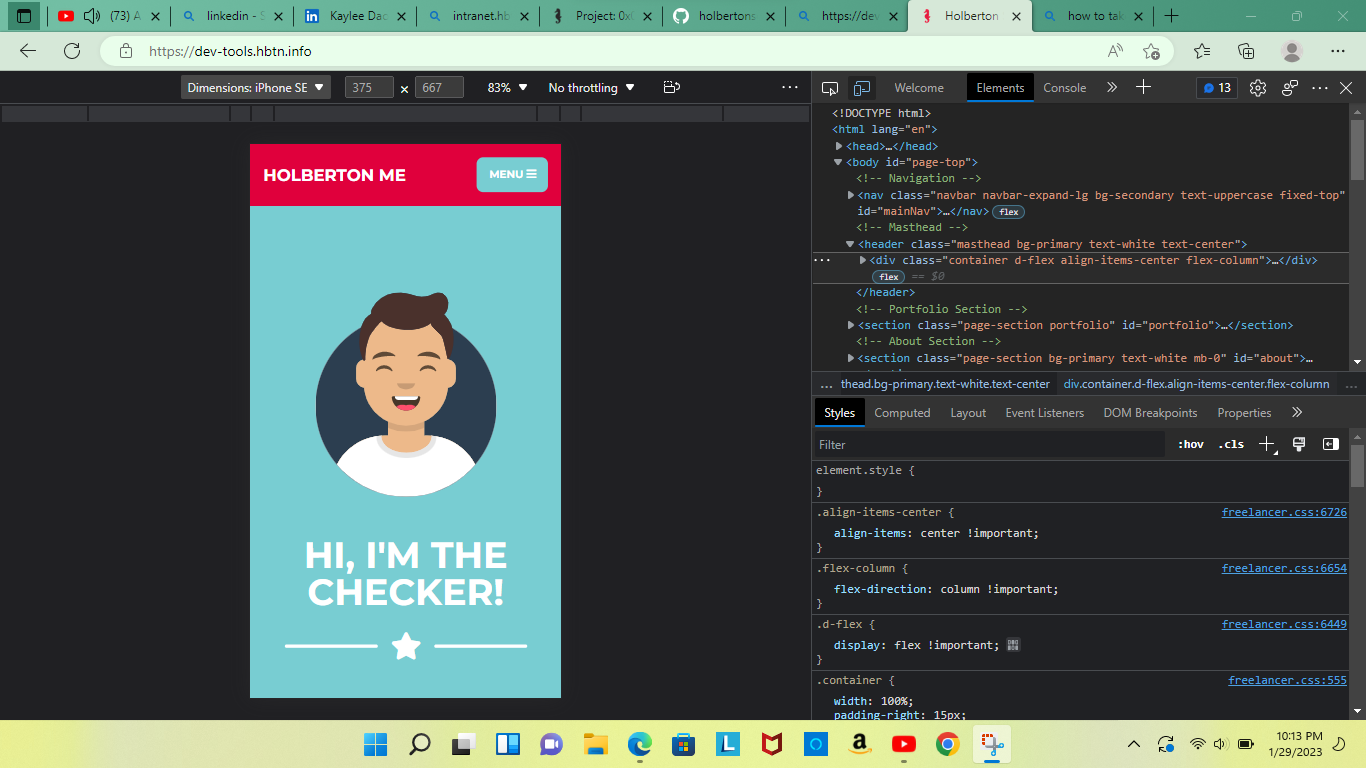 (73) A
linkedin - S
Kaylee Dac
intranet.hb
Project: 0x
holbertons
https://dev
Holberton
how to tak
https://dev-tools.hbtn.info
Dimensions: iPhone SE
375 × 667
83%
No throttling
Welcome
Elements
Console
13
HOLBERTON ME
MENU
HI, I'M THE
CHECKER!
<!DOCTYPE html>
<html lang="en">
<head>…</head>
<body id="page-top">
<!-- Navigation -->
<nav class="navbar navbar-expand-lg bg-secondary text-uppercase fixed-top"
id="mainNav">…</nav> flex
<!-- Masthead -->
<header class="masthead bg-primary text-white text-center">
<div class="container d-flex align-items-center flex-column">…</div>
flex == $0
</header>
<!-- Portfolio Section -->
<section class="page-section portfolio" id="portfolio">…</section>
<!-- About Section -->
<section class="page-section bg-primary text-white mb-0" id="about">…
... thead.bg-primary.text-white.text-center div.container.d-flex.align-items-center.flex-column ...
Styles Computed Layout Event Listeners DOM Breakpoints Properties
Filter :hov .cls
element.style {
}
.align-items-center { freelancer.css:6726
align-items: center !important;
}
.flex-column { freelancer.css:6654
flex-direction: column !important;
}
.d-flex { freelancer.css:6449
display: flex !important;
}
.container { freelancer.css:555
width: 100%;
padding-right: 15px;
10:13 PM
1/29/2023